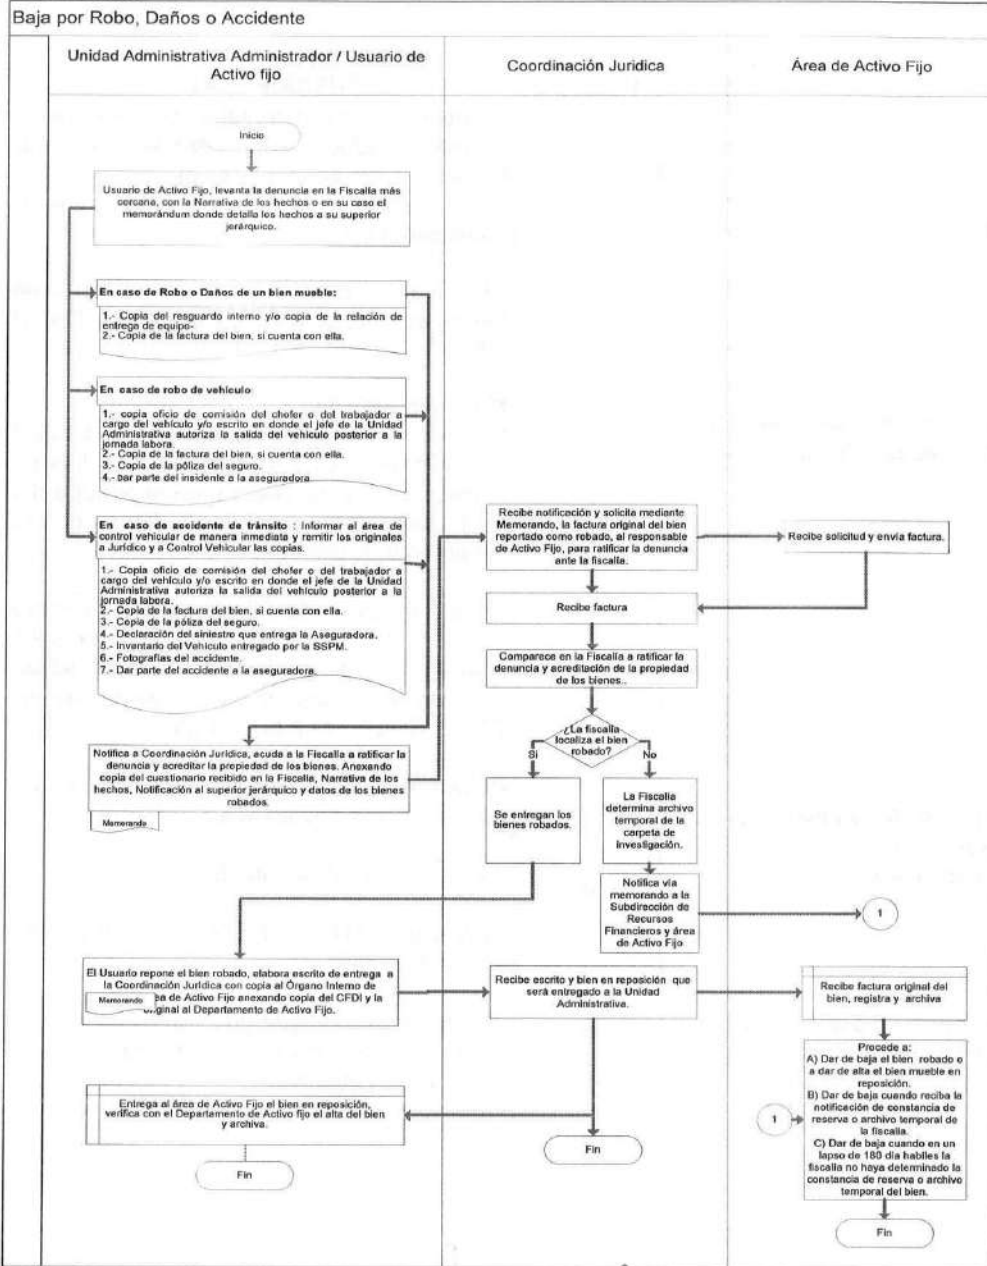 Baja por Robo, Daños o Accidente
Unidad Administrativa Administrador / Usuario de
Activo fijo
Coordinación Juridica
Área de Activo Fijo
Inicio
Usuario de Activo Fijo, levanta la denuncia en la Fiscalía más
cercana, con la Narrativa de los hechos o en su caso el
memorándum donde detalla los hechos a su superior
jerárquico.
En caso de Robo o Daños de un bien mueble:
1.- Copia del resguardo interno y/o copia de la relación de
entrega de equipo-
2.- Copia de la factura del bien, si cuenta con ella.
En caso de robo de vehículo
1.- copia oficio de comisión del chofer o del trabajador a
cargo del vehículo y/o escrito en donde el jefe de la Unidad
Administrativa autoriza la salida del vehículo posterior a la
jornada labora.
2.- Copia de la factura del bien, si cuenta con ella.
3.- Copia de la póliza del seguro.
4.- Dar parte del insidente a la aseguradora.
En caso de accidente de tránsito : Informar al área de
control vehicular de manera inmediata y remitir los originales
a Jurídico y a Control Vehicular las copias.
1.- Copia oficio de comisión del chofer o del trabajador a
cargo del vehículo y/o escrito en donde el jefe de la Unidad
Administrativa autoriza la salida del vehículo posterior a la
jornada labora.
2.- Copia de la factura del bien, si cuenta con ella.
3.- Copia de la póliza del seguro.
4.- Declaración del siniestro que entrega la Aseguradora.
5.- Inventario del Vehículo entregado por la SSPM.
6.- Fotografías del accidente.
7.- Dar parte del accidente a la aseguradora.
Notifica a Coordinación Jurídica, acuda a la Fiscalía a ratificar la
denuncia y acreditar la propiedad de los bienes. Anexando
copia del cuestionario recibido en la Fiscalía, Narrativa de los
hechos, Notificación al superior jerárquico y datos de los bienes
robados.
Memorando
Recibe notificación y solicita mediante
Memorando, la factura original del bien
reportado como robado, al responsable
de Activo Fijo, para ratificar la denuncia
ante la fiscalía.
Recibe solicitud y envía factura.
Recibe factura
Comparece en la Fiscalía a ratificar la
denuncia y acreditación de la propiedad
de los bienes..
¿La fiscalía
localiza el bien
robado?
Si
No
Se entregan los
bienes robados.
La Fiscalía
determina archivo
temporal de la
carpeta de
investigación.
Notifica vía
memorando a la
Subdirección de
Recursos
Financieros y área
de Activo Fijo
1
El Usuario repone el bien robado, elabora escrito de entrega a
la Coordinación Jurídica con copia al Órgano Interno de
Memorando
de Activo Fijo anexando copia del CFDI y la
original al Departamento de Activo Fijo.
Recibe escrito y bien en reposición que
será entregado a la Unidad
Administrativa.
Recibe factura original del
bien, registra y archiva
Procede a:
A) Dar de baja el bien robado o
a dar de alta el bien mueble en
reposición.
B) Dar de baja cuando reciba la
notificación de constancia de
reserva o archivo temporal de
la fiscalía.
C) Dar de baja cuando en un
lapso de 180 día habiles la
fiscalía no haya determinado la
constancia de reserva o archivo
temporal del bien.
1
Entrega al área de Activo Fijo el bien en reposición,
verifica con el Departamento de Activo fijo el alta del bien
y archiva.
Fin
Fin
Fin